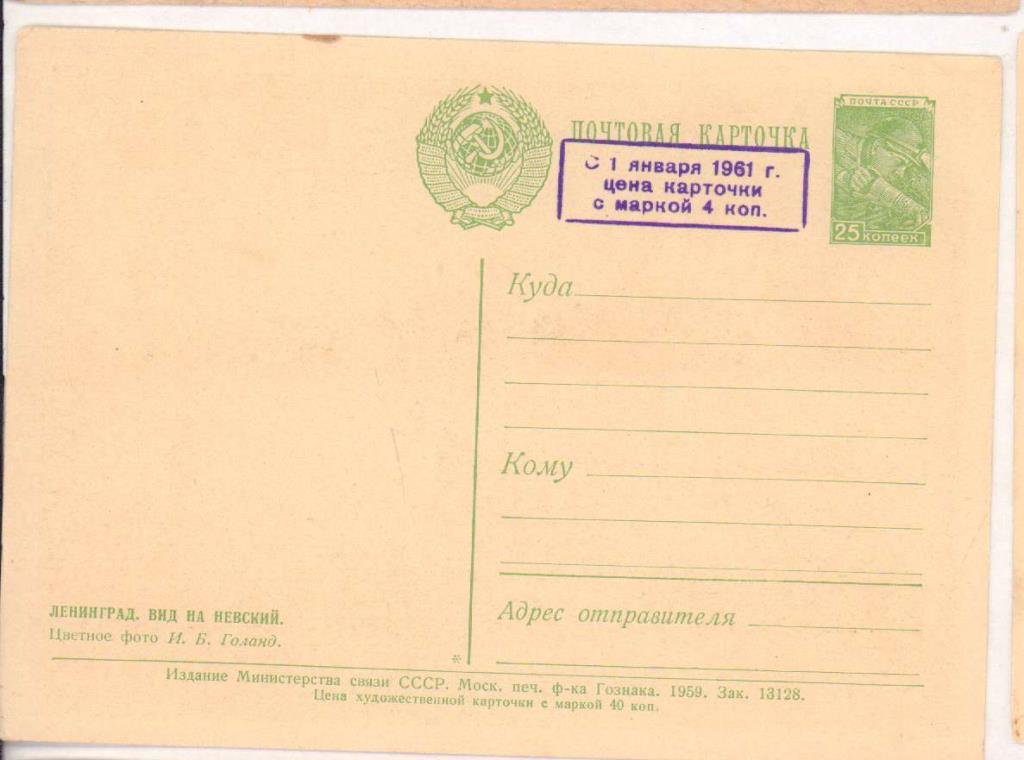 ПОЧТА СССР
ПОЧТОВАЯ КАРТОЧКА
С 1 января 1961 г.
цена карточки
с маркой 4 коп.
25 копеек
Куда
Кому
Адрес отправителя
ЛЕНИНГРАД. ВИД НА НЕВСКИЙ.
Цветное фото И. Б. Голанд.
*
Издание Министерства связи СССР. Моск. печ. ф-ка Гознака. 1959. Зак. 13128.
Цена художественной карточки с маркой 40 коп.